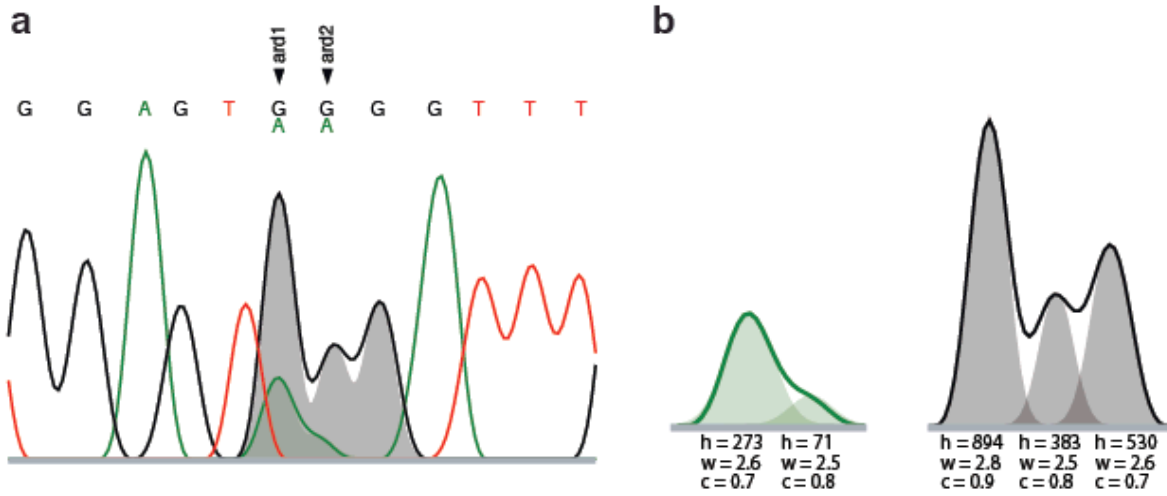 a
b
ard1
ard2
G G A G T G G G G T T T
A A
h = 273 h = 71
w = 2.6 w = 2.5
c = 0.7 c = 0.8
h = 894 h = 383 h = 530
w = 2.8 w = 2.5 w = 2.6
c = 0.9 c = 0.8 c = 0.7